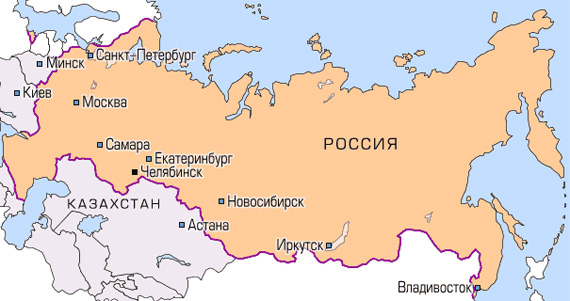 Санкт-Петербург
Минск
Киев
Москва
РОССИЯ
Самара
Екатеринбург
Челябинск
КАЗАХСТАН
Новосибирск
Астана
Иркутск
Владивосток